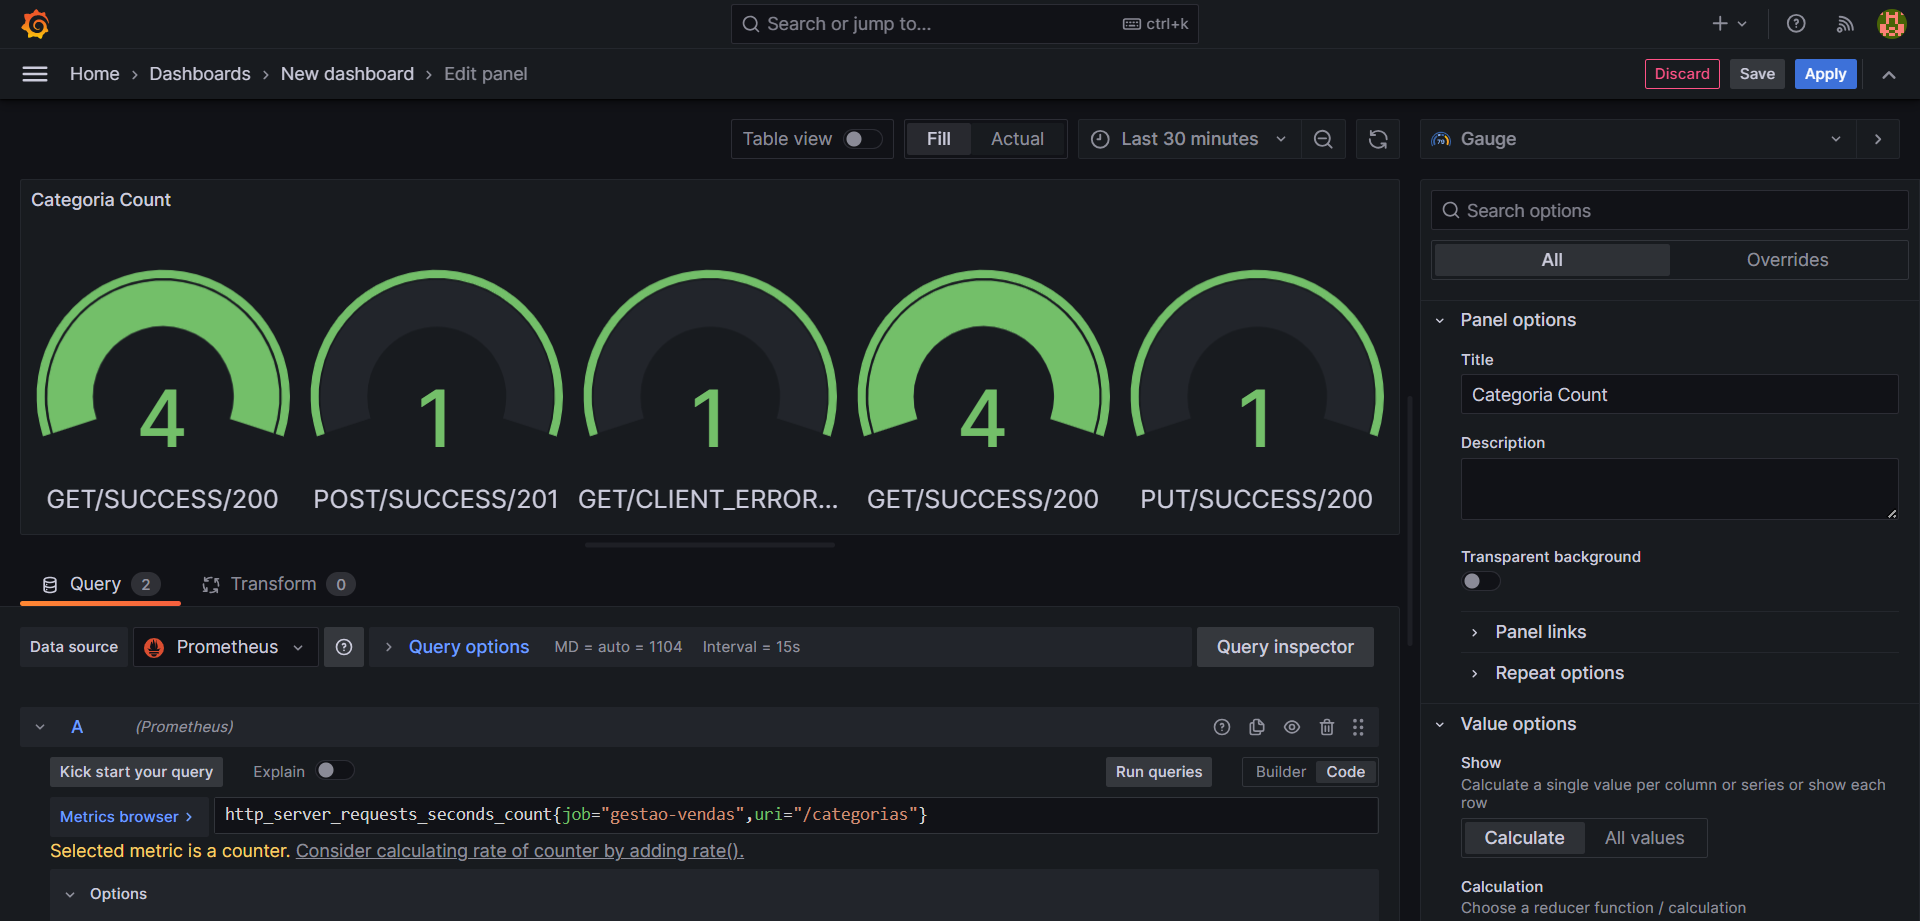 Search or jump to... ctrl+k
Home › Dashboards › New dashboard › Edit panel
Discard Save Apply
Table view Fill Actual Last 30 minutes
Gauge
Categoria Count
4 1 1 4 1
GET/SUCCESS/200 POST/SUCCESS/201 GET/CLIENT_ERROR... GET/SUCCESS/200 PUT/SUCCESS/200
Query 2 Transform 0
Data source Prometheus Query options MD = auto = 1104 Interval = 15s Query inspector
A (Prometheus)
Kick start your query Explain Run queries Builder Code
Metrics browser > http_server_requests_seconds_count{job="gestao-vendas",uri="/categorias"}
Selected metric is a counter. Consider calculating rate of counter by adding rate().
Options
Search options
All Overrides
Panel options
Title
Categoria Count
Description
Transparent background
Panel links
Repeat options
Value options
Show
Calculate a single value per column or series or show each
row
Calculate All values
Calculation
Choose a reducer function / calculation